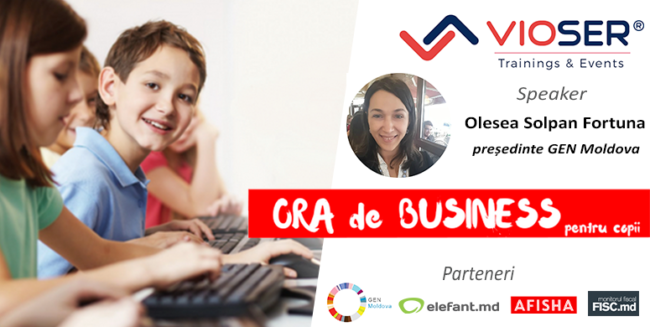 VIOSER®
Trainings & Events
Speaker
Olesea Solpan Fortuna
președinte GEN Moldova
ORA de BUSINESS pentru copii
Parteneri
GEN
Moldova
elefant.md
AFISHA
monitorul fiscal
FISC.md